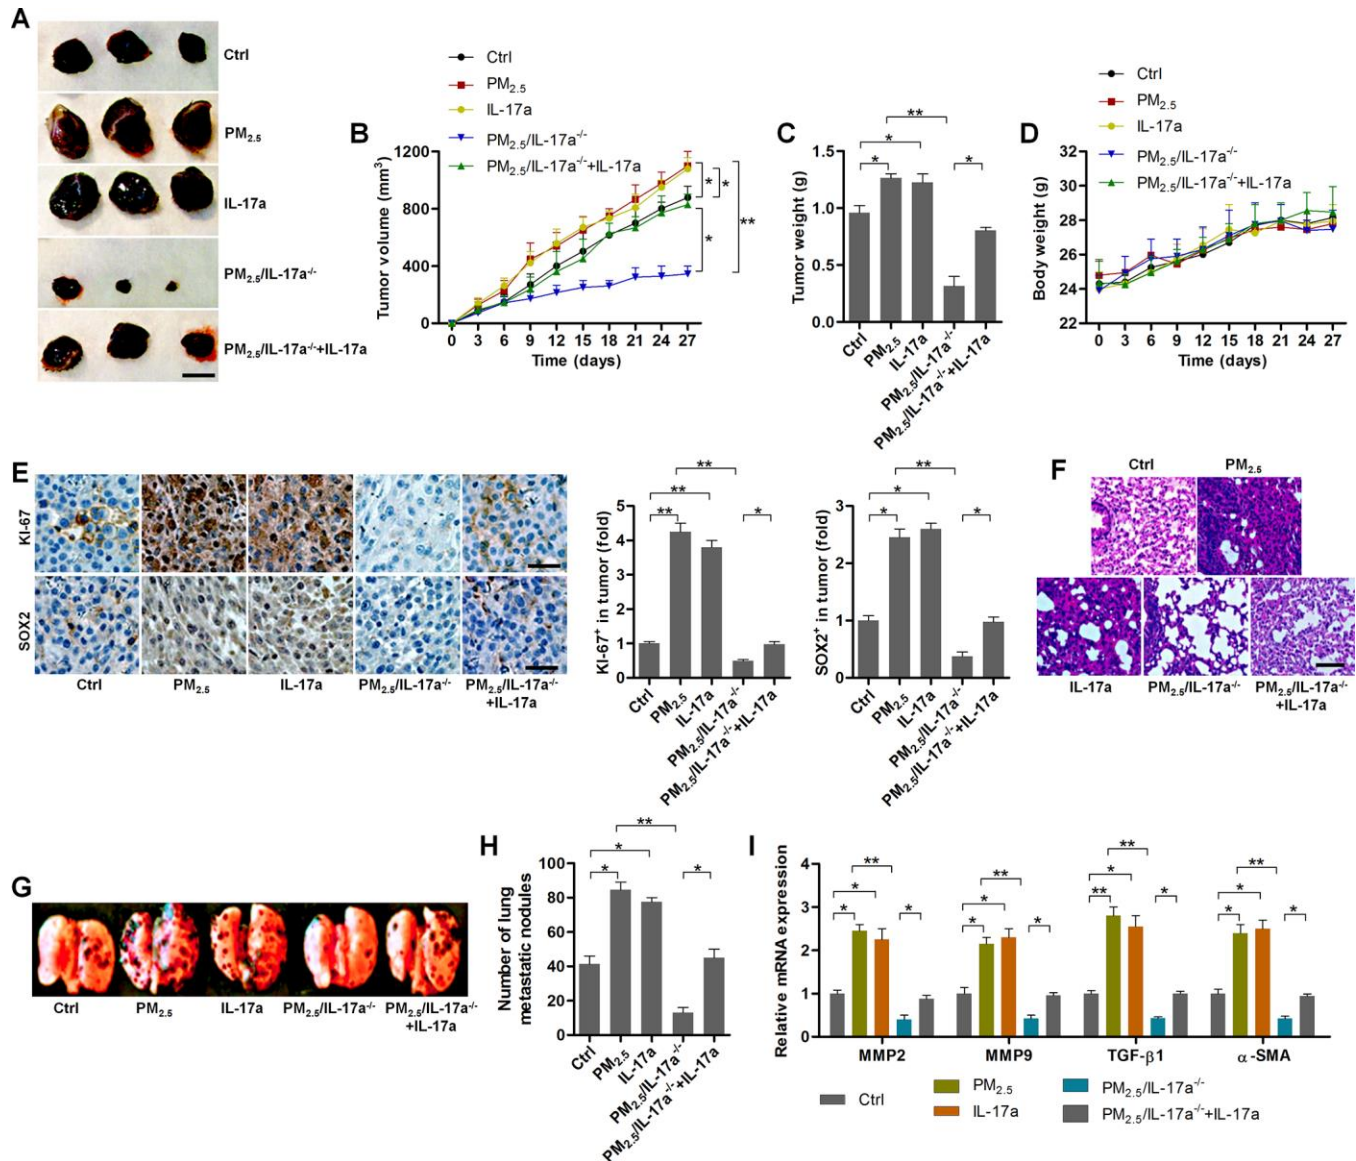 A
Ctrl
PM2.5
IL-17a
PM2.5/IL-17a-/-
PM2.5/IL-17a-/-+IL-17a
B
Ctrl
PM2.5
IL-17a
PM2.5/IL-17a-/-
PM2.5/IL-17a-/-+IL-17a
Tumor volume (mm3)
1200
800
400
0
0 3 6 9 12 15 18 21 24 27
Time (days)
* * * **
C
Tumor weight (g)
1.5
1.0
0.5
0.0
**
*
* *
Ctrl
PM2.5
IL-17a
PM2.5/IL-17a-/-
PM2.5/IL-17a-/-+IL-17a
D
Ctrl
PM2.5
IL-17a
PM2.5/IL-17a-/-
PM2.5/IL-17a-/-+IL-17a
Body weight (g)
30
28
26
24
22
0 3 6 9 12 15 18 21 24 27
Time (days)
E
KI-67
SOX2
Ctrl PM2.5 IL-17a PM2.5/IL-17a-/- PM2.5/IL-17a-/-
+IL-17a
KI-67+ in tumor (fold)
5
4
3
2
1
0
**
**
** *
Ctrl
PM2.5
IL-17a
PM2.5/IL-17a-/-
PM2.5/IL-17a-/-+IL-17a
SOX2+ in tumor (fold)
3
2
1
0
**
*
* *
Ctrl
PM2.5
IL-17a
PM2.5/IL-17a-/-
PM2.5/IL-17a-/-+IL-17a
F
Ctrl PM2.5
IL-17a PM2.5/IL-17a-/- PM2.5/IL-17a-/-
+IL-17a
G
Ctrl PM2.5 IL-17a PM2.5/IL-17a-/- PM2.5/IL-17a-/-
+IL-17a
H
Number of lung
metastatic nodules
100
80
60
40
20
0
**
*
* *
Ctrl
PM2.5
IL-17a
PM2.5/IL-17a-/-
PM2.5/IL-17a-/-+IL-17a
I
Relative mRNA expression
4
3
2
1
0
** ** ** **
* * * *
* * * * ** * * *
MMP2 MMP9 TGF-β1 α-SMA
Ctrl
PM2.5
IL-17a
PM2.5/IL-17a-/-
PM2.5/IL-17a-/-+IL-17a